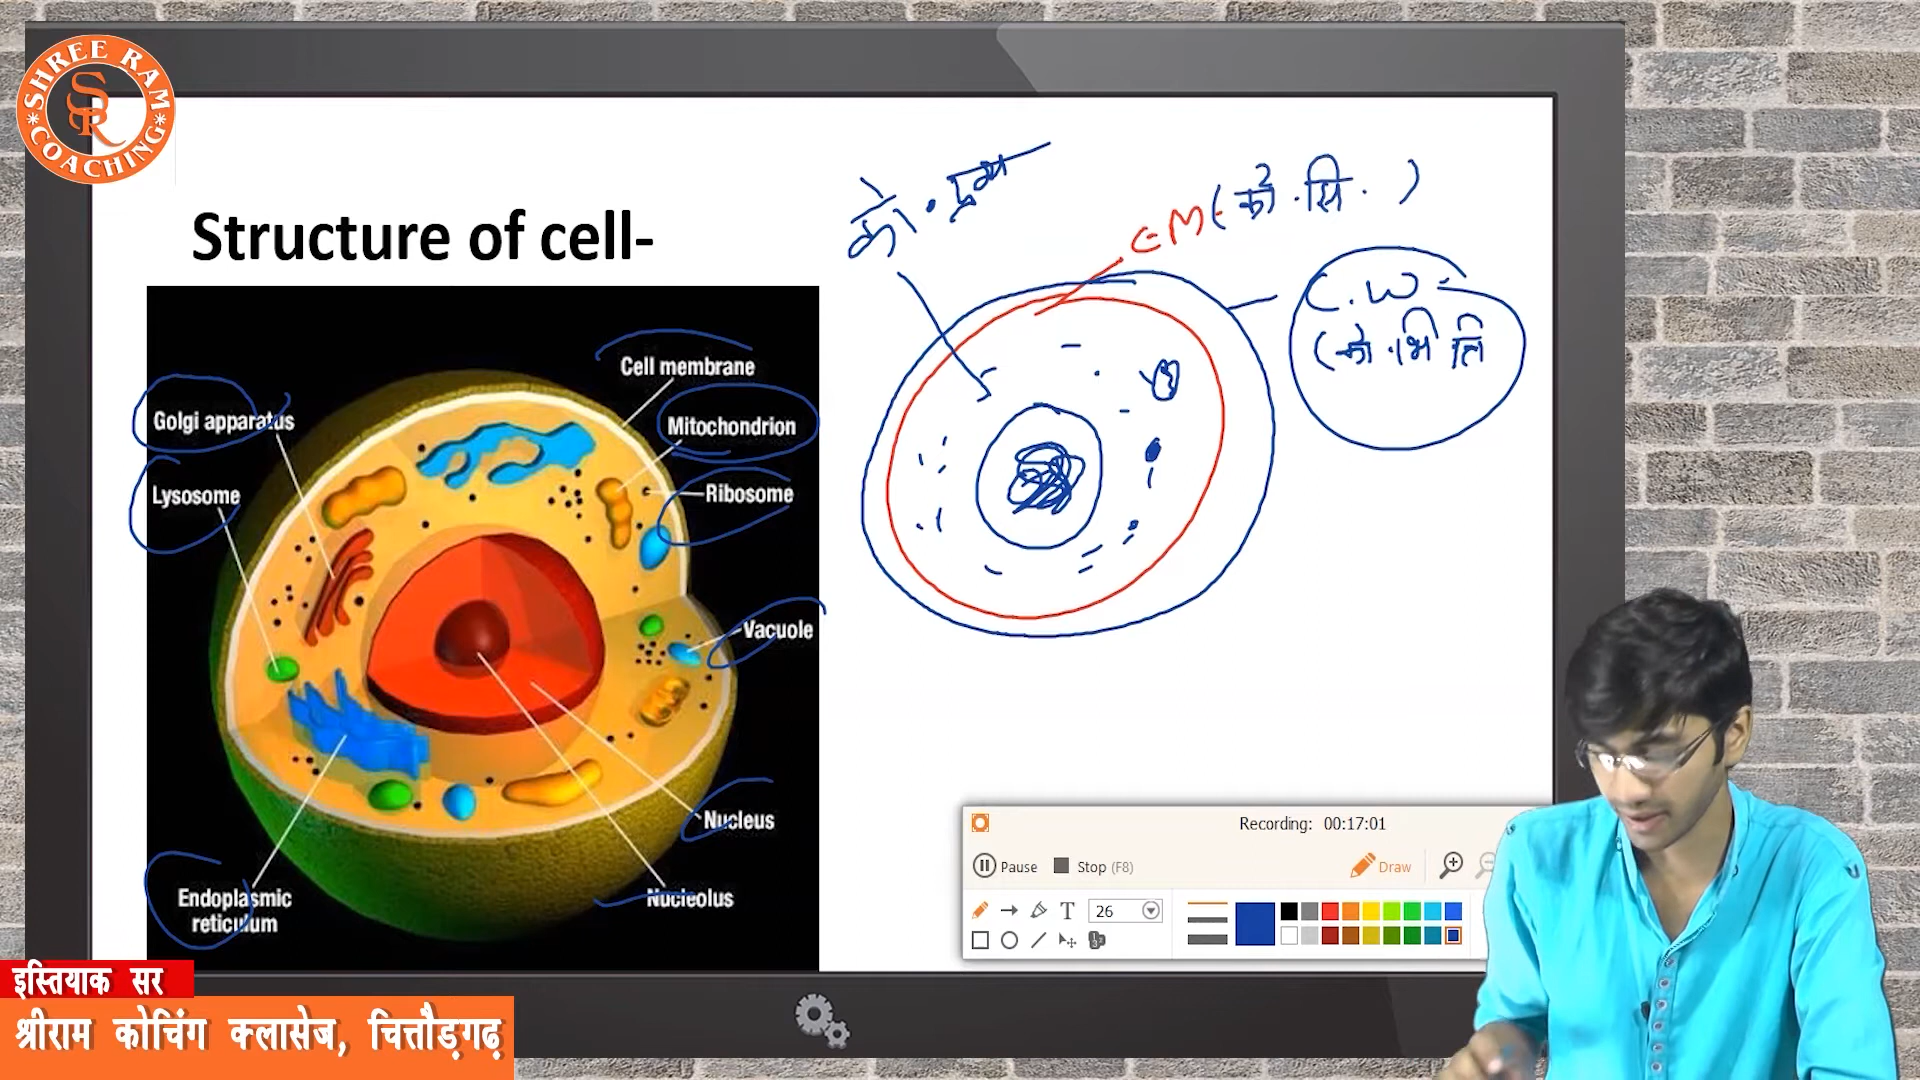 SHREE RAM
COACHING
SR
Structure of cell-
को. द्रव्य
C M (को. सि. )
C. W.
(को. भि त्ति
Cell membrane
Golgi apparatus
Mitochondrion
Lysosome
Ribosome
Vacuole
Nucleus
Endoplasmic
reticulum
Nucleolus
Recording: 00:17:01
Pause
Stop (F8)
Draw
T
26
इस्तियाक सर
श्रीराम कोचिंग क्लासेज, चित्तौड़गढ़